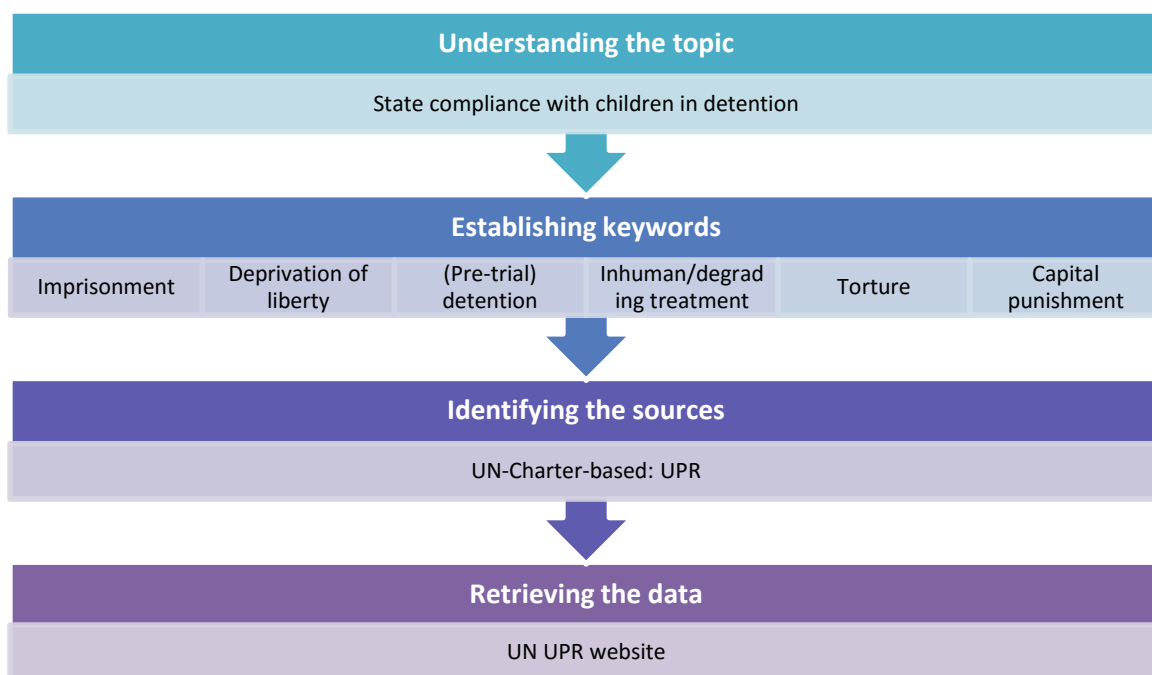 Understanding the topic
State compliance with children in detention
Establishing keywords
Imprisonment
Deprivation of
liberty
(Pre-trial)
detention
Inhuman/degrad
ing treatment
Torture
Capital
punishment
Identifying the sources
UN-Charter-based: UPR
Retrieving the data
UN UPR website